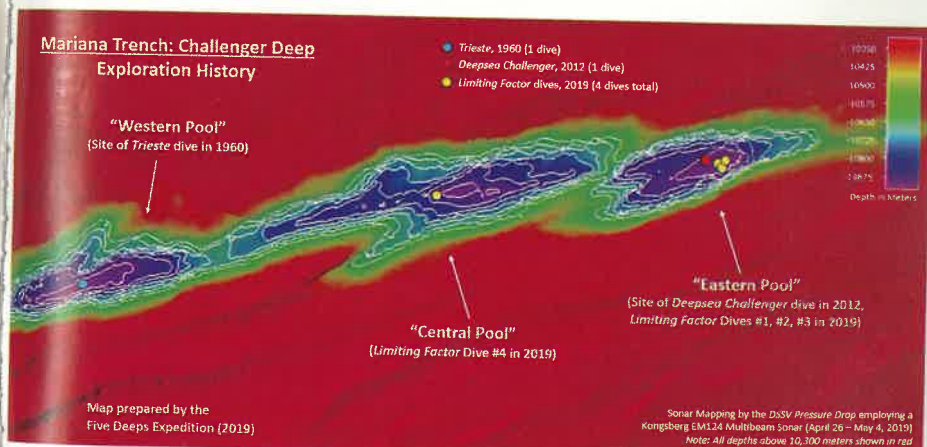 Mariana Trench: Challenger Deep
Exploration History
Trieste, 1960 (1 dive)
Deepsea Challenger, 2012 (1 dive)
Limiting Factor dives, 2019 (4 dives total)
"Western Pool"
(Site of Trieste dive in 1960)
10425
10500
10575
10800
Depth in Meters
"Eastern Pool"
(Site of Deepsea Challenger dive in 2012,
Limiting Factor Dives #1, #2, #3 in 2019)
"Central Pool"
(Limiting Factor Dive #4 in 2019)
Map prepared by the
Five Deeps Expedition (2019)
Sonar Mapping by the DSSV Pressure Drop employing a
Kongsberg EM124 Multibeam Sonar (April 26 – May 4, 2019)
Note: All depths above 10,300 meters shown in red